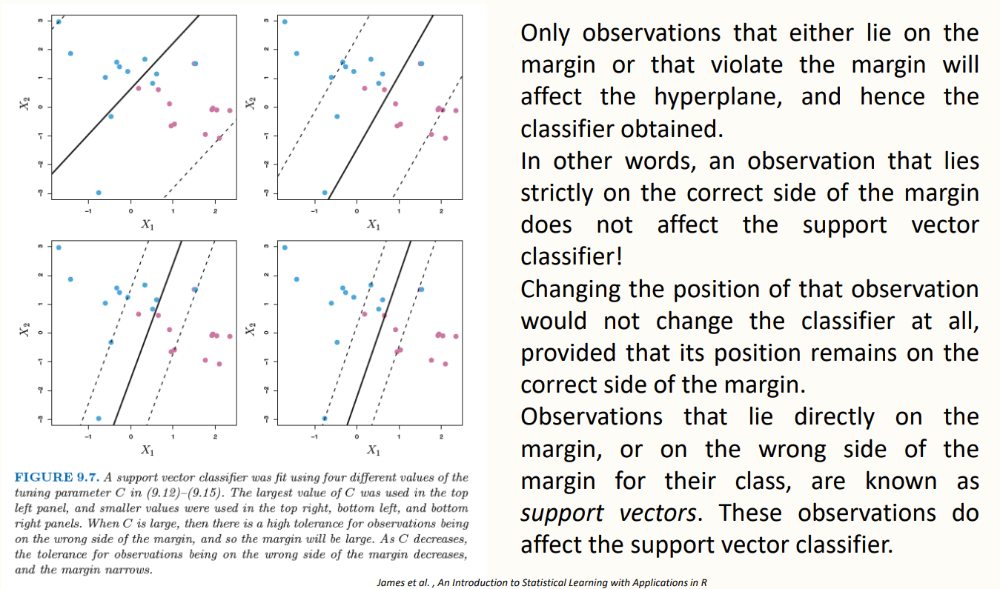 3
2
1
0
-1
-2
-3
X2
-1
0
1
2
X1
3
2
1
0
-1
-2
-3
X2
-1
0
1
2
X1
3
2
1
0
-1
-2
-3
X2
-1
0
1
2
X1
3
2
1
0
-1
-2
-3
X2
-1
0
1
2
X1
FIGURE 9.7. A support vector classifier was fit using four different values of the
tuning parameter C in (9.12)–(9.15). The largest value of C was used in the top
left panel, and smaller values were used in the top right, bottom left, and bottom
right panels. When C is large, then there is a high tolerance for observations being
on the wrong side of the margin, and so the margin will be large. As C decreases,
the tolerance for observations being on the wrong side of the margin decreases,
and the margin narrows.
Only observations that either lie on the
margin or that violate the margin will
affect the hyperplane, and hence the
classifier obtained.
In other words, an observation that lies
strictly on the correct side of the margin
does not affect the support vector
classifier!
Changing the position of that observation
would not change the classifier at all,
provided that its position remains on the
correct side of the margin.
Observations that lie directly on the
margin, or on the wrong side of the
margin for their class, are known as
support vectors. These observations do
affect the support vector classifier.
James et al. , An Introduction to Statistical Learning with Applications in R